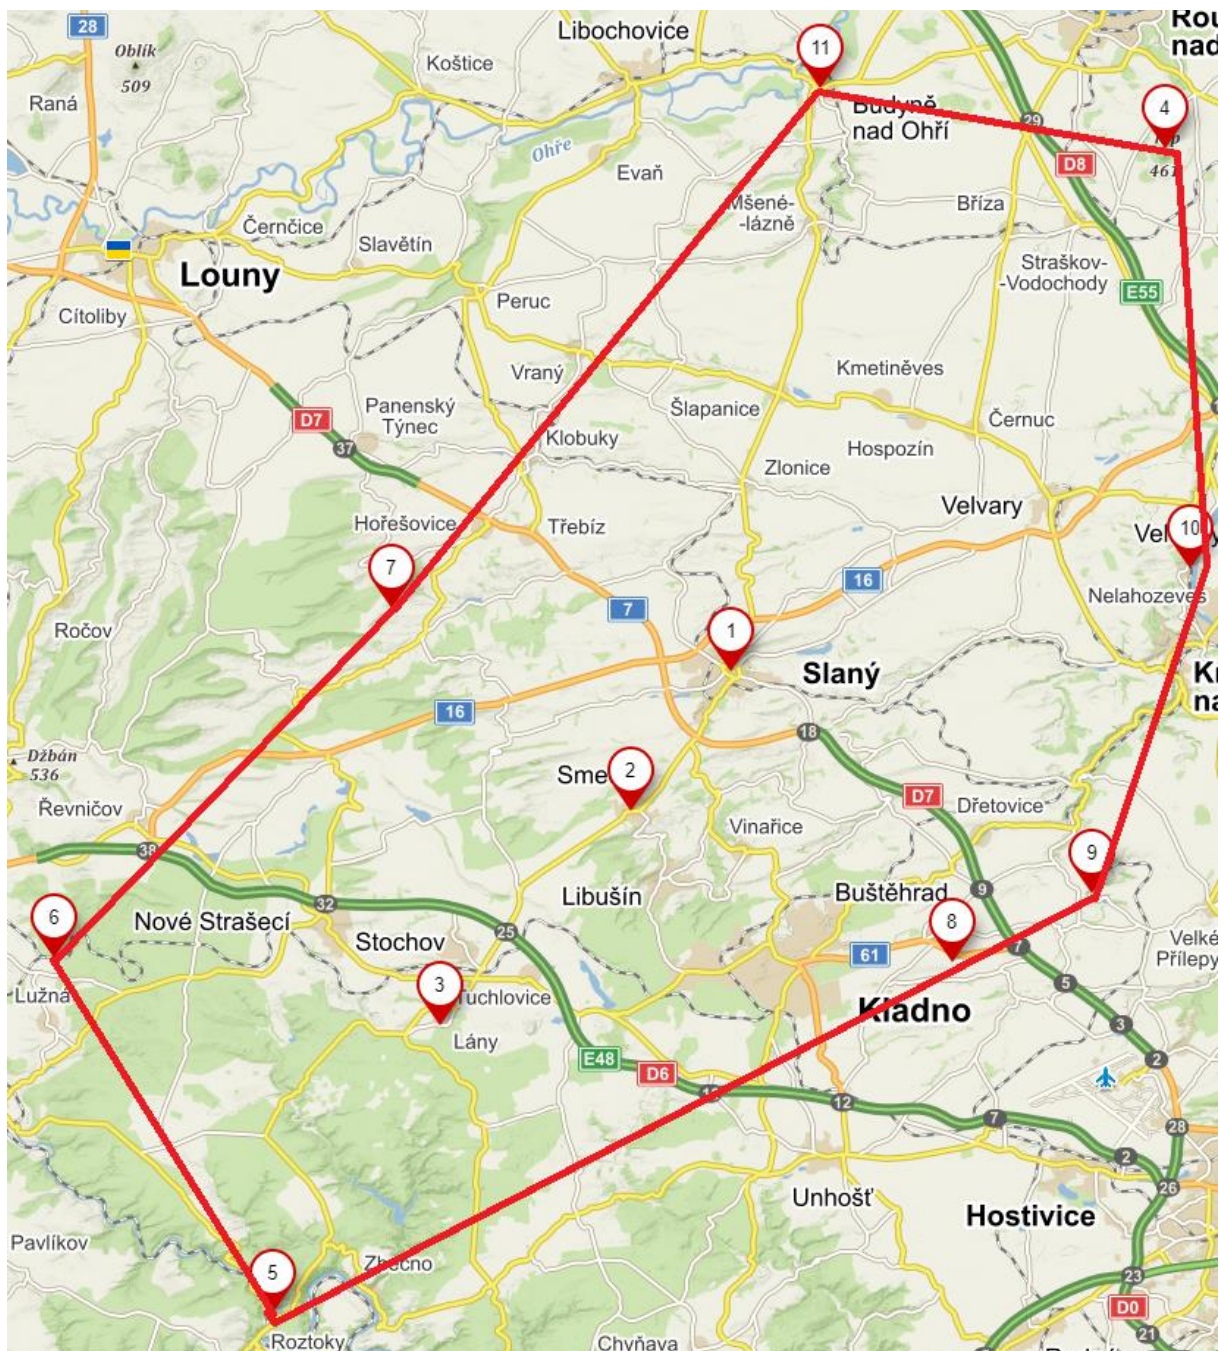 28
Oblík
509
Raná
Koštice
Libochovice
11
Budyně
nad Ohří
29
4
461
D8
Ohře
Evaň
Mšené-
-lázně
Bříza
Černčice
Slavětín
Louny
Cítoliby
Peruc
Straškov-
-Vodochody
E55
Vraný
Kmetiněves
D7
Panenský
Týnec
37
Šlapanice
Klobuky
Černuc
Hospozín
Zlonice
Hořešovice
Třebíz
Velvary
10
7
16
Nelahozeves
7
Ročov
1
Slaný
16
Džbán
536
18
2
Řevničov
D7
Dřetovice
Vinařice
38
9
Libušín
Buštěhrad
9
32
Nové Strašecí
6
Stochov
25
8
61
7
Velké
Přílepy
Lužná
3
Tuchlovice
5
Kladno
Lány
3
E48
D6
2
12
7
28
2
26
Unhošť
Hostivice
Pavlíkov
Zbečno
5
23
D0
21
Roztoky
Chyňava